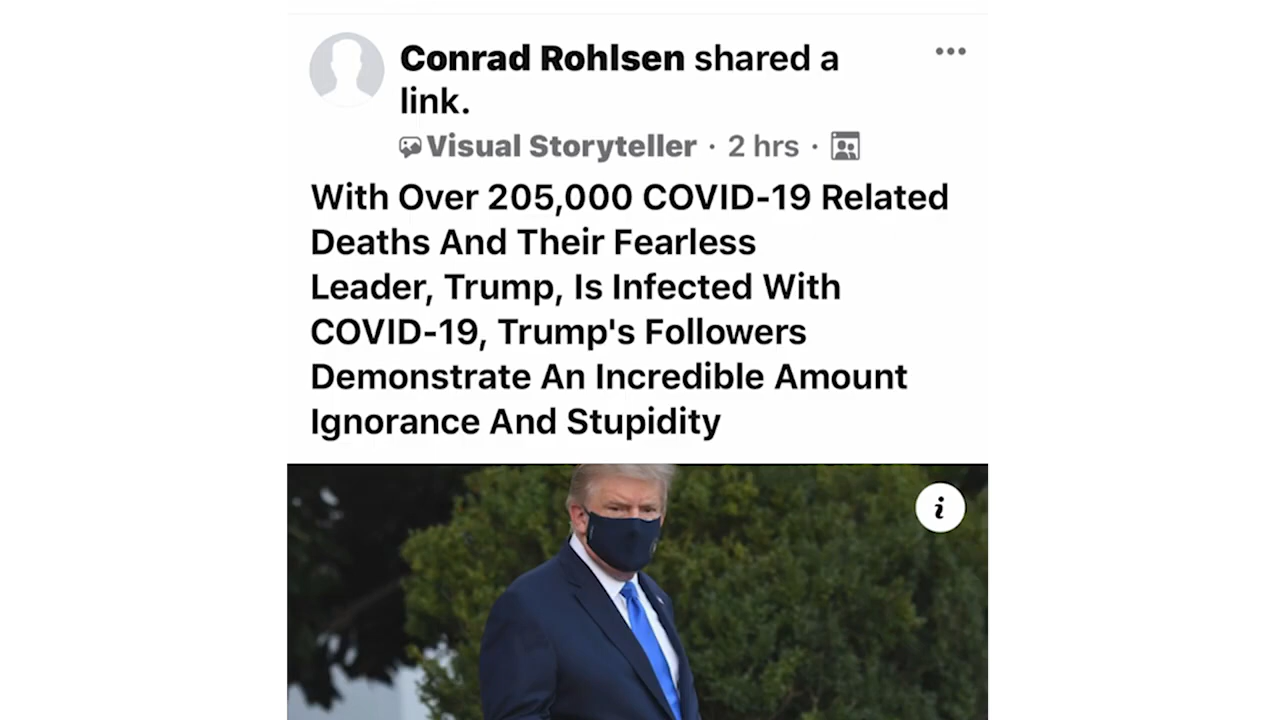 Conrad Rohlsen shared a
link.
Visual Storyteller · 2 hrs ·
With Over 205,000 COVID-19 Related
Deaths And Their Fearless
Leader, Trump, Is Infected With
COVID-19, Trump's Followers
Demonstrate An Incredible Amount
Ignorance And Stupidity
i